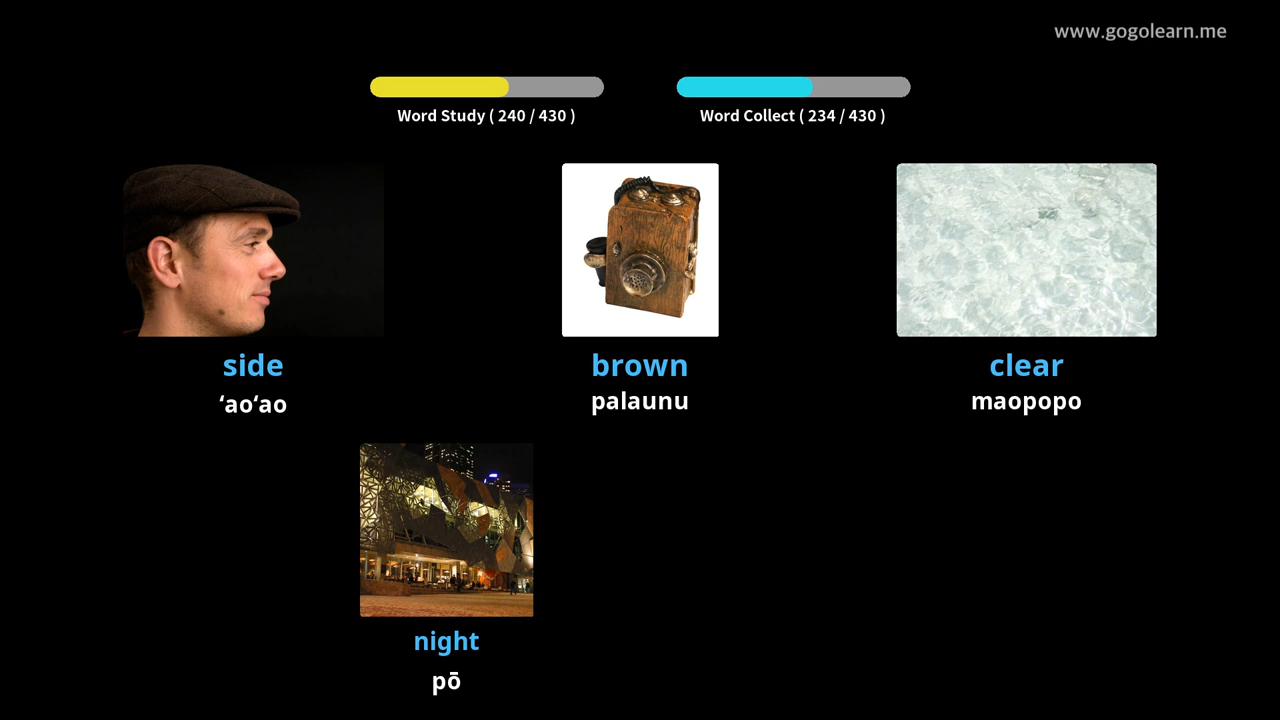 www.gogolearn.me
Word Study ( 240 / 430 )
Word Collect ( 234 / 430 )
side
ʻaoʻao
brown
palaunu
clear
maopopo
night
pō